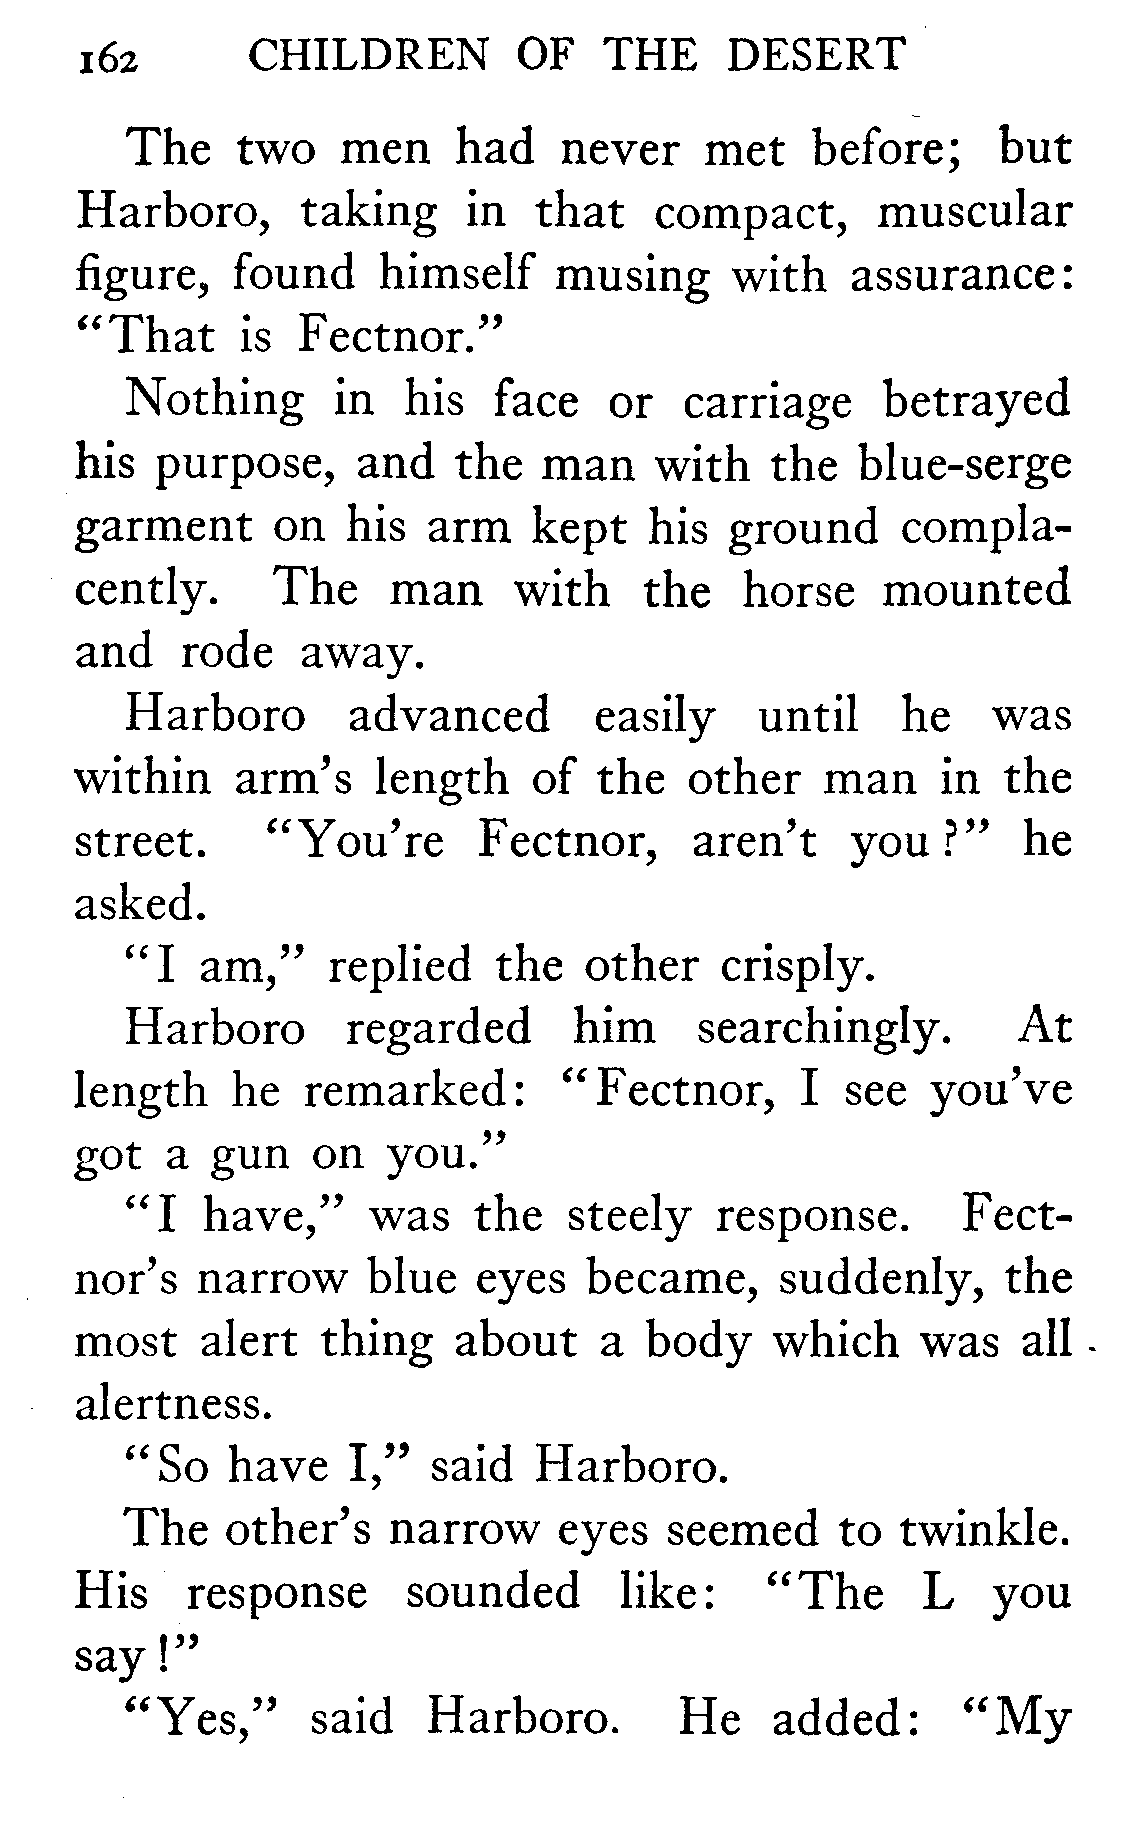 162 CHILDREN OF THE DESERT
The two men had never met before; but
Harboro, taking in that compact, muscular
figure, found himself musing with assurance:
“That is Fectnor.”
Nothing in his face or carriage betrayed
his purpose, and the man with the blue-serge
garment on his arm kept his ground compla-
cently. The man with the horse mounted
and rode away.
Harboro advanced easily until he was
within arm’s length of the other man in the
street. “You’re Fectnor, aren’t you?” he
asked.
“I am,” replied the other crisply.
Harboro regarded him searchingly. At
length he remarked: “Fectnor, I see you’ve
got a gun on you.”
“I have,” was the steely response. Fect-
nor’s narrow blue eyes became, suddenly, the
most alert thing about a body which was all
alertness.
“So have I,” said Harboro.
The other’s narrow eyes seemed to twinkle.
His response sounded like: “The L you
say!”
“Yes,” said Harboro. He added: “My